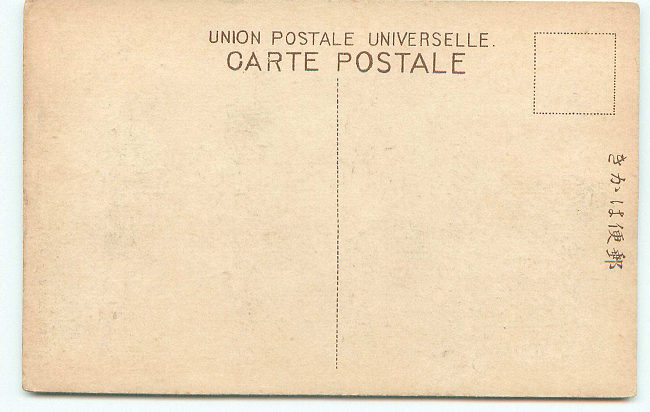 UNION POSTALE UNIVERSELLE.
CARTE POSTALE
きかは便郵